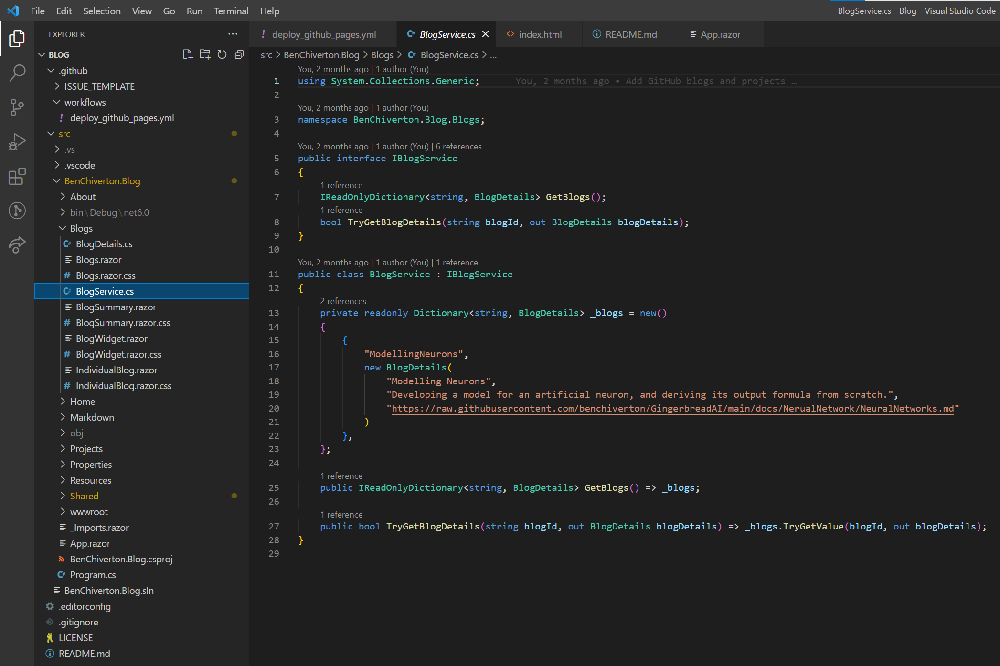 File Edit Selection View Go Run Terminal Help
BlogService.cs - Blog - Visual Studio Code
EXPLORER
BLOG
.github
ISSUE_TEMPLATE
workflows
! deploy_github_pages.yml
src
.vs
.vscode
BenChiverton.Blog
About
bin\Debug\net6.0
Blogs
C# BlogDetails.cs
Blogs.razor
# Blogs.razor.css
C# BlogService.cs
BlogSummary.razor
# BlogSummary.razor.css
BlogWidget.razor
# BlogWidget.razor.css
IndividualBlog.razor
# IndividualBlog.razor.css
Home
Markdown
obj
Projects
Properties
Resources
Shared
wwwroot
_Imports.razor
App.razor
BenChiverton.Blog.csproj
C# Program.cs
BenChiverton.Blog.sln
.editorconfig
.gitignore
LICENSE
README.md
! deploy_github_pages.yml C# BlogService.cs <> index.html README.md App.razor
src > BenChiverton.Blog > Blogs > C# BlogService.cs > ...
You, 2 months ago | 1 author (You)
1 using System.Collections.Generic; You, 2 months ago • Add GitHub blogs and projects …
2
You, 2 months ago | 1 author (You)
3 namespace BenChiverton.Blog.Blogs;
4
You, 2 months ago | 1 author (You) | 6 references
5 public interface IBlogService
6 {
1 reference
7 IReadOnlyDictionary<string, BlogDetails> GetBlogs();
1 reference
8 bool TryGetBlogDetails(string blogId, out BlogDetails blogDetails);
9 }
10
You, 2 months ago | 1 author (You) | 1 reference
11 public class BlogService : IBlogService
12 {
2 references
13 private readonly Dictionary<string, BlogDetails> _blogs = new()
14 {
15 {
16 "ModellingNeurons",
17 new BlogDetails(
18 "Modelling Neurons",
19 "Developing a model for an artificial neuron, and deriving its output formula from scratch.",
20 "https://raw.githubusercontent.com/benchiverton/GingerbreadAI/main/docs/NerualNetwork/NeuralNetworks.md"
21 )
22 },
23 };
24
1 reference
25 public IReadOnlyDictionary<string, BlogDetails> GetBlogs() => _blogs;
26
1 reference
27 public bool TryGetBlogDetails(string blogId, out BlogDetails blogDetails) => _blogs.TryGetValue(blogId, out blogDetails);
28 }
29